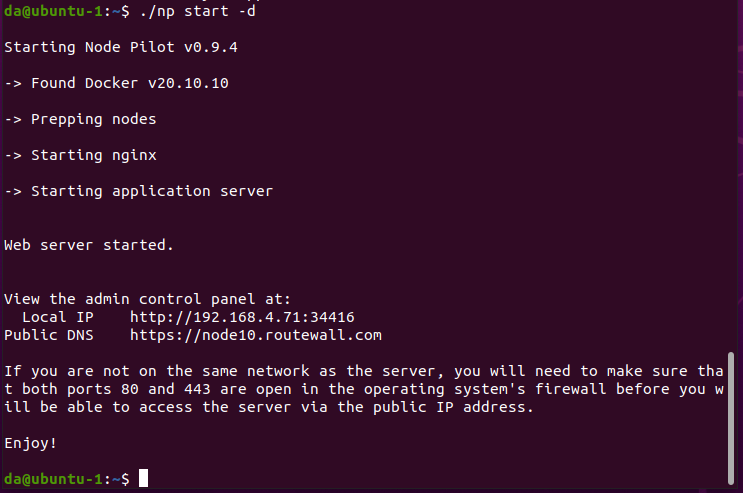 da@ubuntu-1:~$ ./np start -d
Starting Node Pilot v0.9.4
-> Found Docker v20.10.10
-> Prepping nodes
-> Starting nginx
-> Starting application server
Web server started.
View the admin control panel at:
Local IP    http://192.168.4.71:34416
Public DNS    https://node10.routewall.com
If you are not on the same network as the server, you will need to make sure tha
t both ports 80 and 443 are open in the operating system's firewall before you w
ill be able to access the server via the public IP address.
Enjoy!
da@ubuntu-1:~$